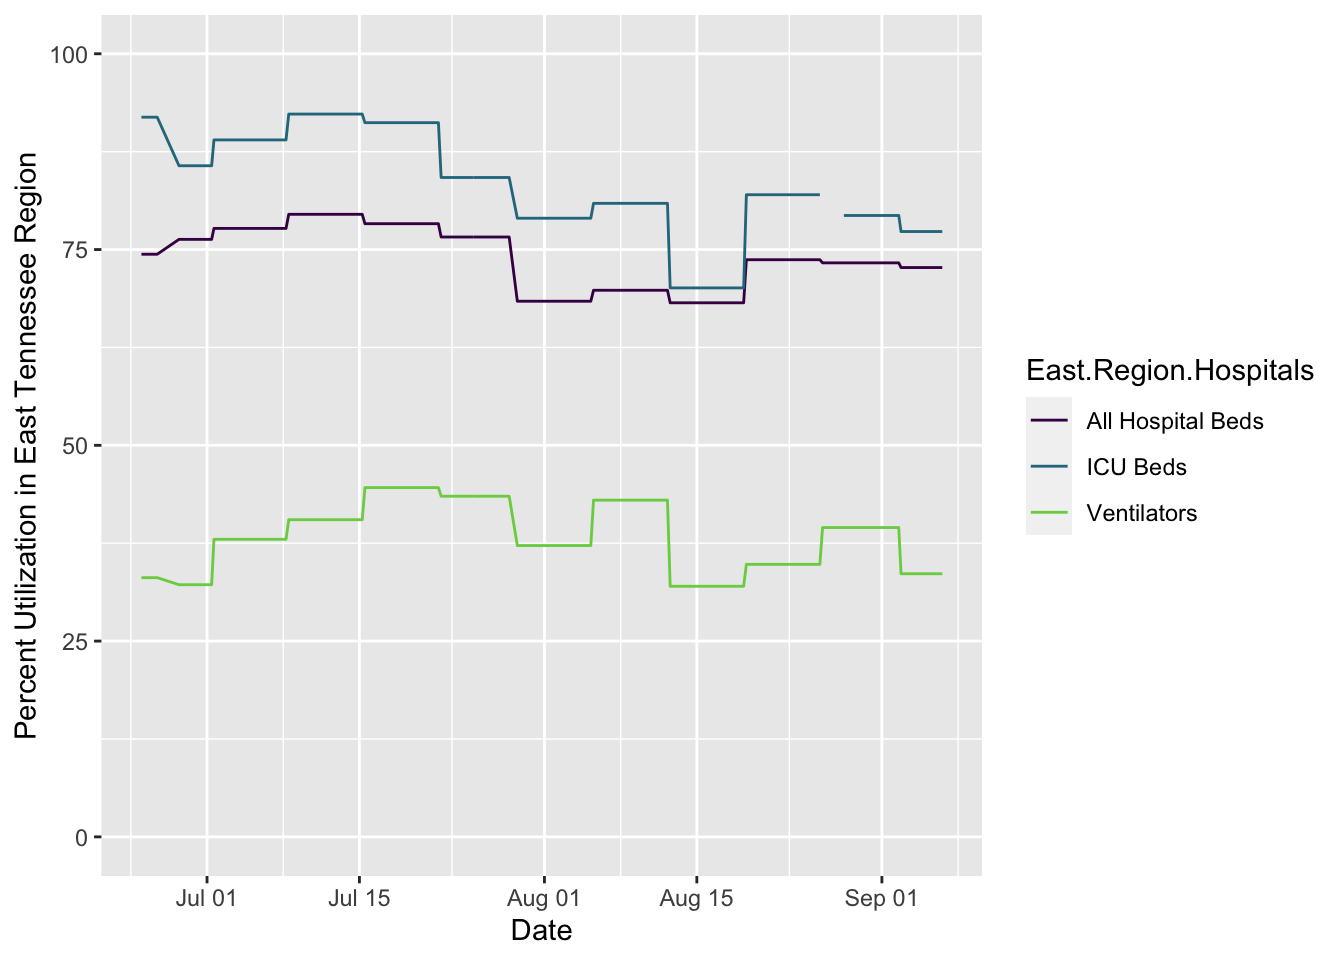 Percent Utilization in East Tennessee Region
100
75
50
25
0
Jul 01
Jul 15
Aug 01
Aug 15
Sep 01
Date
East.Region.Hospitals
All Hospital Beds
ICU Beds
Ventilators